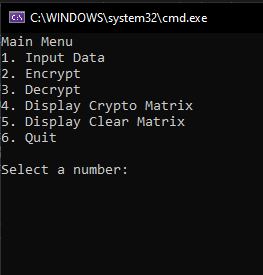 C:\WINDOWS\system32\cmd.exe
Main Menu
1. Input Data
2. Encrypt
3. Decrypt
4. Display Crypto Matrix
5. Display Clear Matrix
6. Quit
Select a number: